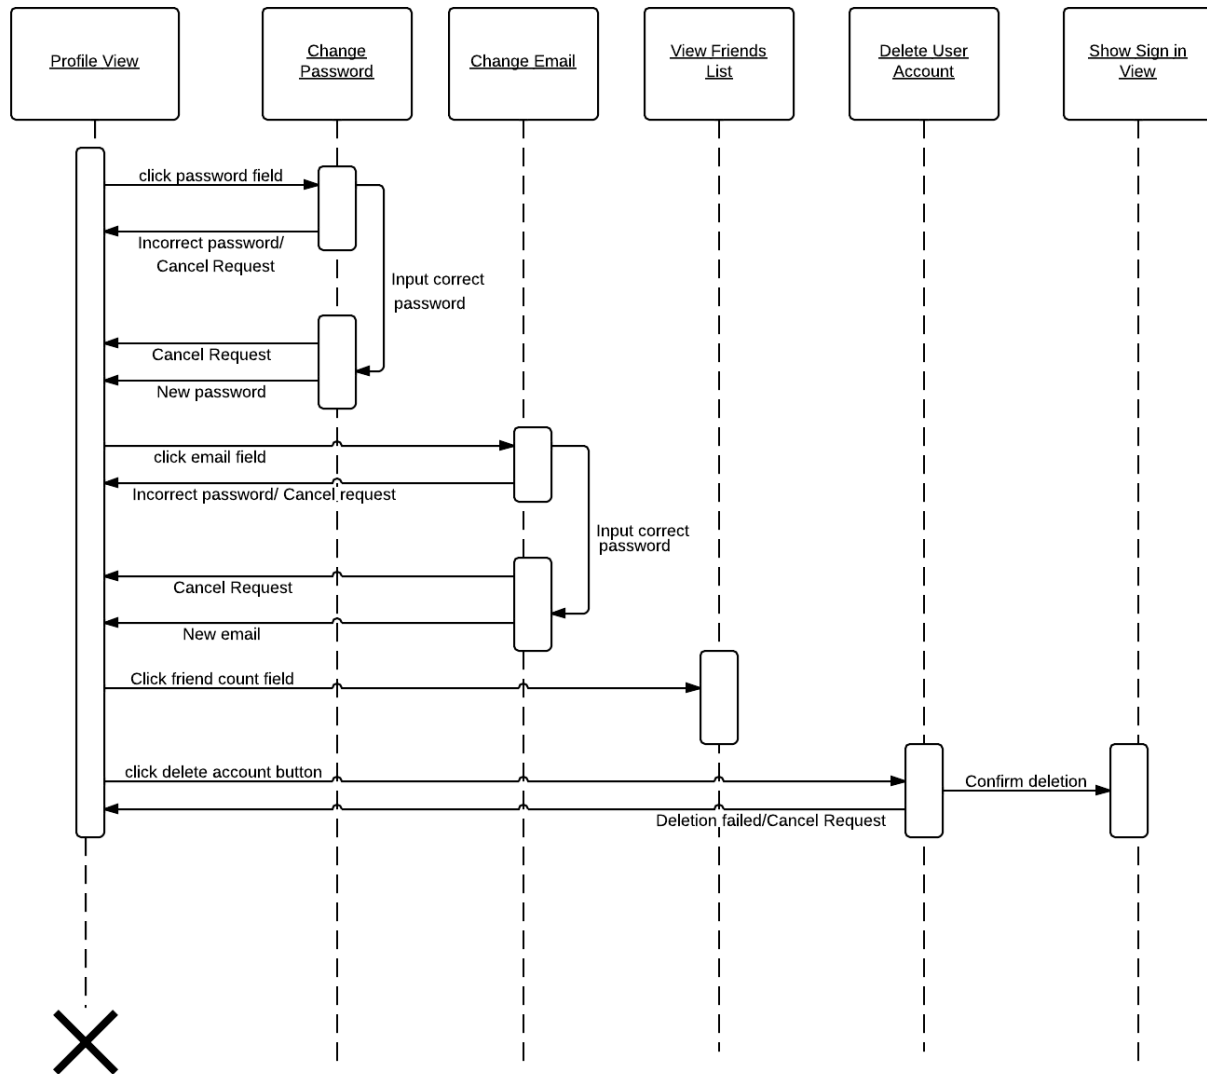 Profile View
Change
Password
Change Email
View Friends
List
Delete User
Account
Show Sign in
View
click password field
Incorrect password/
Cancel Request
Input correct
password
Cancel Request
New password
click email field
Incorrect password/ Cancel request
Input correct
password
Cancel Request
New email
Click friend count field
click delete account button
Confirm deletion
Deletion failed/Cancel Request